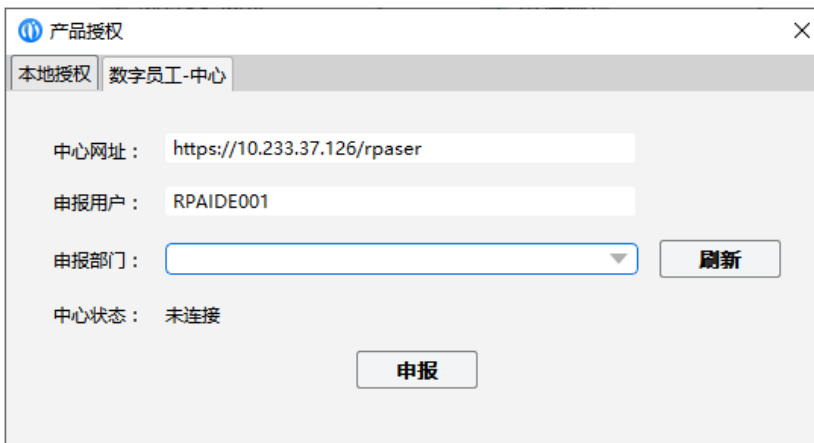 产品授权
本地授权 数字员工-中心
中心网址： https://10.233.37.126/rpaser
申报用户： RPAIDE001
申报部门： 刷新
中心状态： 未连接
申报